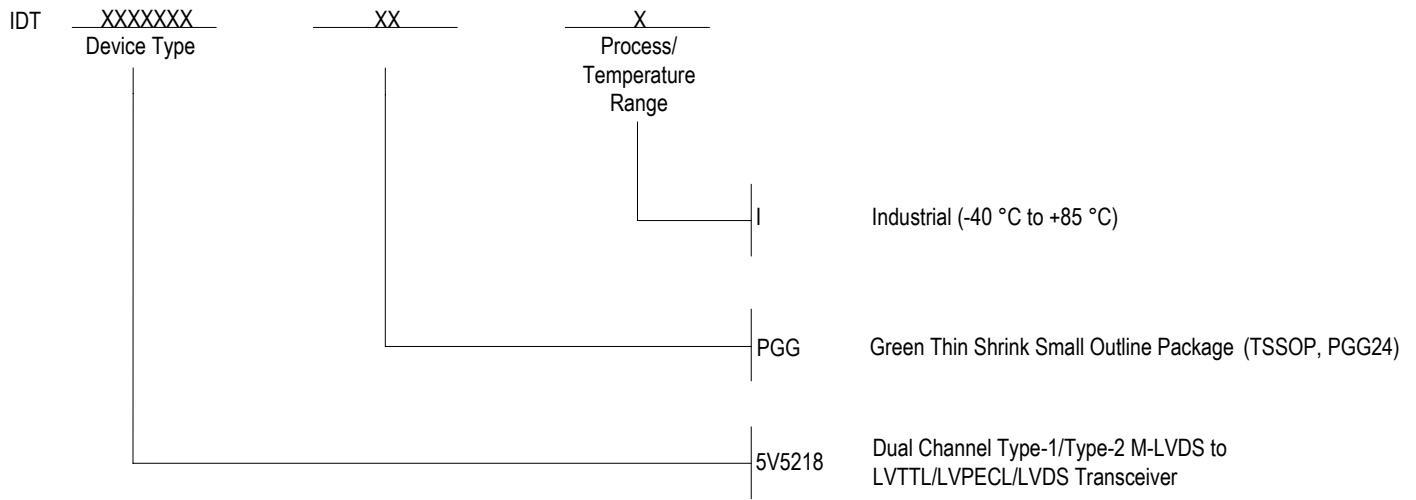 IDT XXXXXXX XX X
Device Type
Process/
Temperature
Range
I Industrial (-40 °C to +85 °C)
PGG Green Thin Shrink Small Outline Package (TSSOP, PGG24)
5V5218 Dual Channel Type-1/Type-2 M-LVDS to
LVTTL/LVPECL/LVDS Transceiver